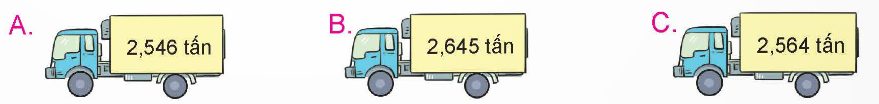 A. 2,546 tấn B. 2,645 tấn C. 2,564 tấn